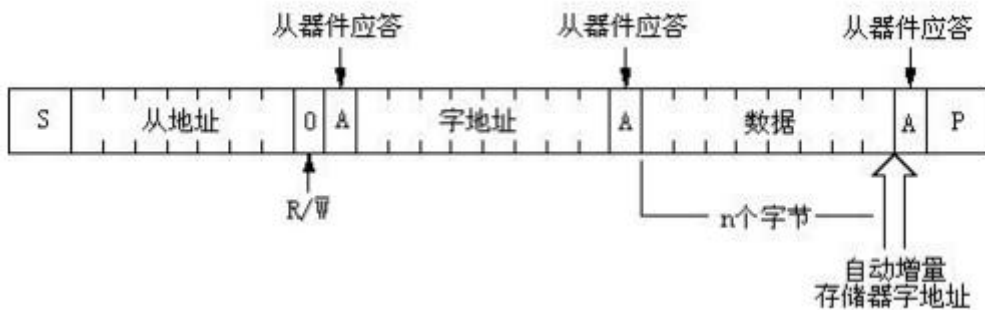 从器件应答 从器件应答 从器件应答
S 从地址 0 A 字地址 A 数据 A P
R/W̅
n个字节
自动增量
存储器字地址